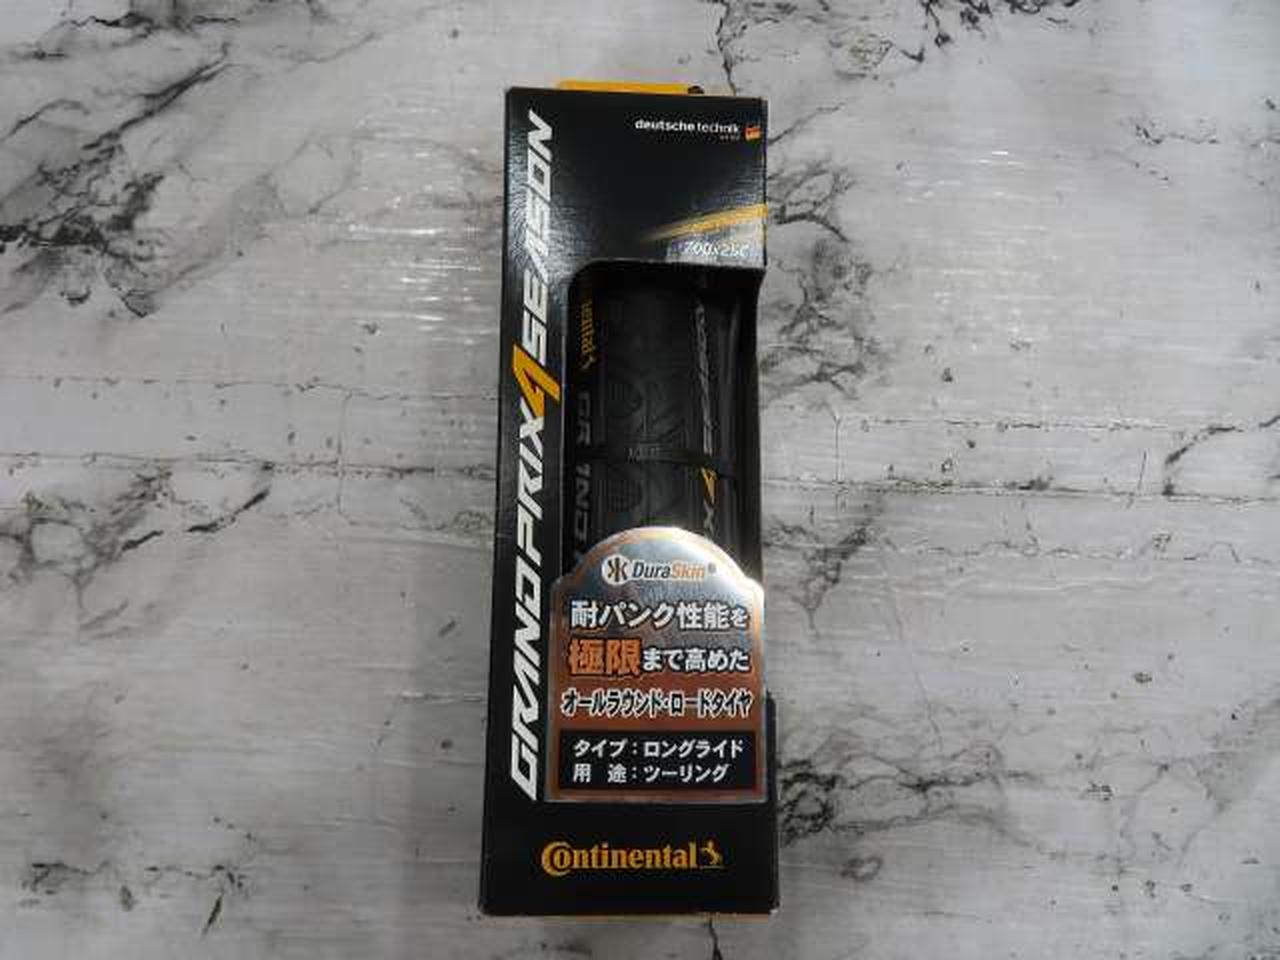 deutsche technik
700x25C
GRAND PRIX 4 SEASON
DuraSkin®
耐パンク性能を
極限まで高めた
オールラウンド・ロードタイヤ
タイプ：ロングライド
用 途：ツーリング
Continental